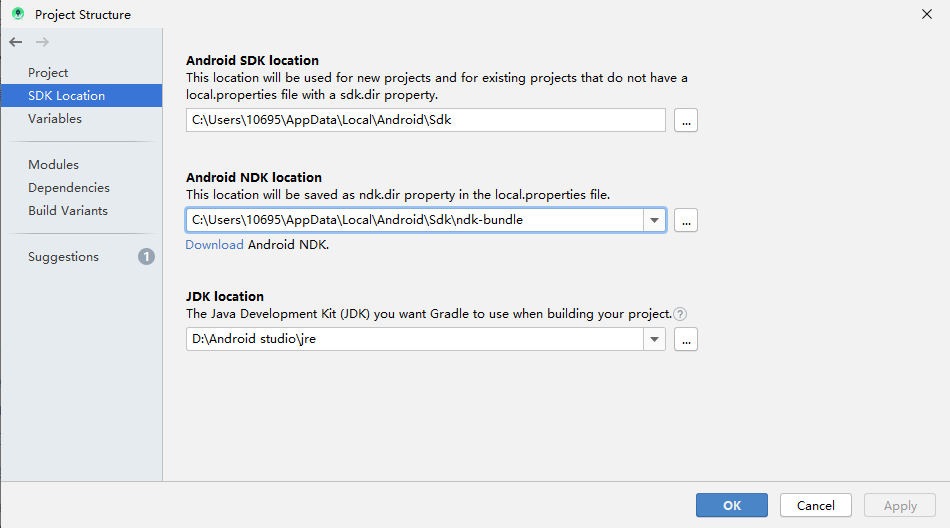 Project Structure
Project
SDK Location
Variables
Modules
Dependencies
Build Variants
Suggestions
1
Android SDK location
This location will be used for new projects and for existing projects that do not have a
local.properties file with a sdk.dir property.
C:\Users\10695\AppData\Local\Android\Sdk
...
Android NDK location
This location will be saved as ndk.dir property in the local.properties file.
C:\Users\10695\AppData\Local\Android\Sdk\ndk-bundle
...
Download Android NDK.
JDK location
The Java Development Kit (JDK) you want Gradle to use when building your project. ?
D:\Android studio\jre
...
OK
Cancel
Apply